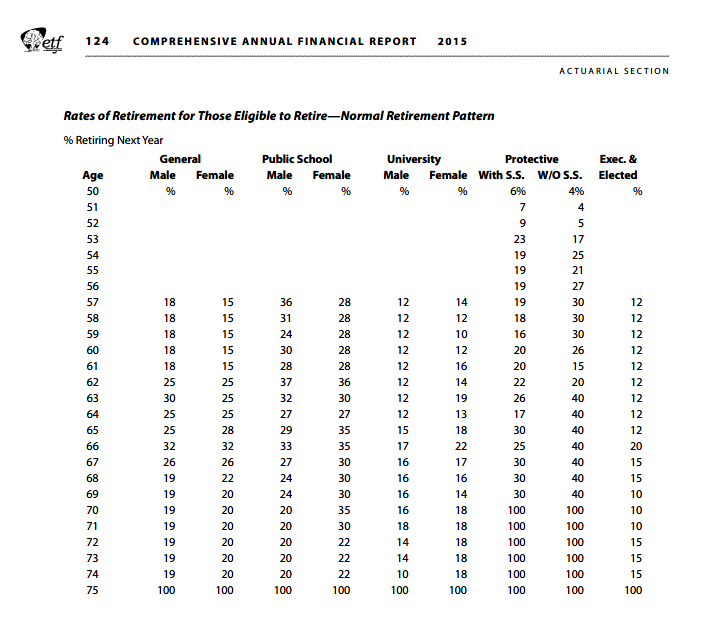 etf 124 COMPREHENSIVE ANNUAL FINANCIAL REPORT 2015
ACTUARIAL SECTION
Rates of Retirement for Those Eligible to Retire—Normal Retirement Pattern
% Retiring Next Year
General Public School University Protective Exec. &
Age Male Female Male Female Male Female With S.S. W/O S.S. Elected
50 % % % % % % 6% 4% %
51 7 4
52 9 5
53 23 17
54 19 25
55 19 21
56 19 27
57 18 15 36 28 12 14 19 30 12
58 18 15 31 28 12 12 18 30 12
59 18 15 24 28 12 10 16 30 12
60 18 15 30 28 12 12 20 26 12
61 18 15 28 28 12 16 20 15 12
62 25 25 37 36 12 14 22 20 12
63 30 25 32 30 12 19 26 40 12
64 25 25 27 27 12 13 17 40 12
65 25 28 29 35 15 18 30 40 12
66 32 32 33 35 17 22 25 40 20
67 26 26 27 30 16 17 30 40 15
68 19 22 24 30 16 16 30 40 15
69 19 20 24 30 16 14 30 40 10
70 19 20 20 35 16 18 100 100 10
71 19 20 20 30 18 18 100 100 10
72 19 20 20 22 14 18 100 100 15
73 19 20 20 22 14 18 100 100 15
74 19 20 20 22 10 18 100 100 15
75 100 100 100 100 100 100 100 100 100